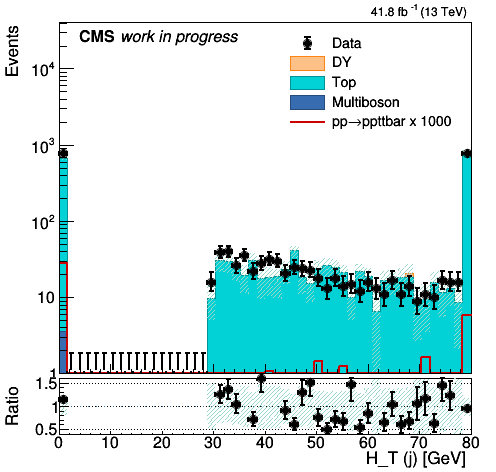 41.8 fb⁻¹ (13 TeV)
CMS work in progress
Events
Data
DY
Top
Multiboson
pp→ppttbar x 1000
10⁴
10³
10²
10
1
Ratio
1.5
1
0.5
0 10 20 30 40 50 60 70 80
H_T (j) [GeV]